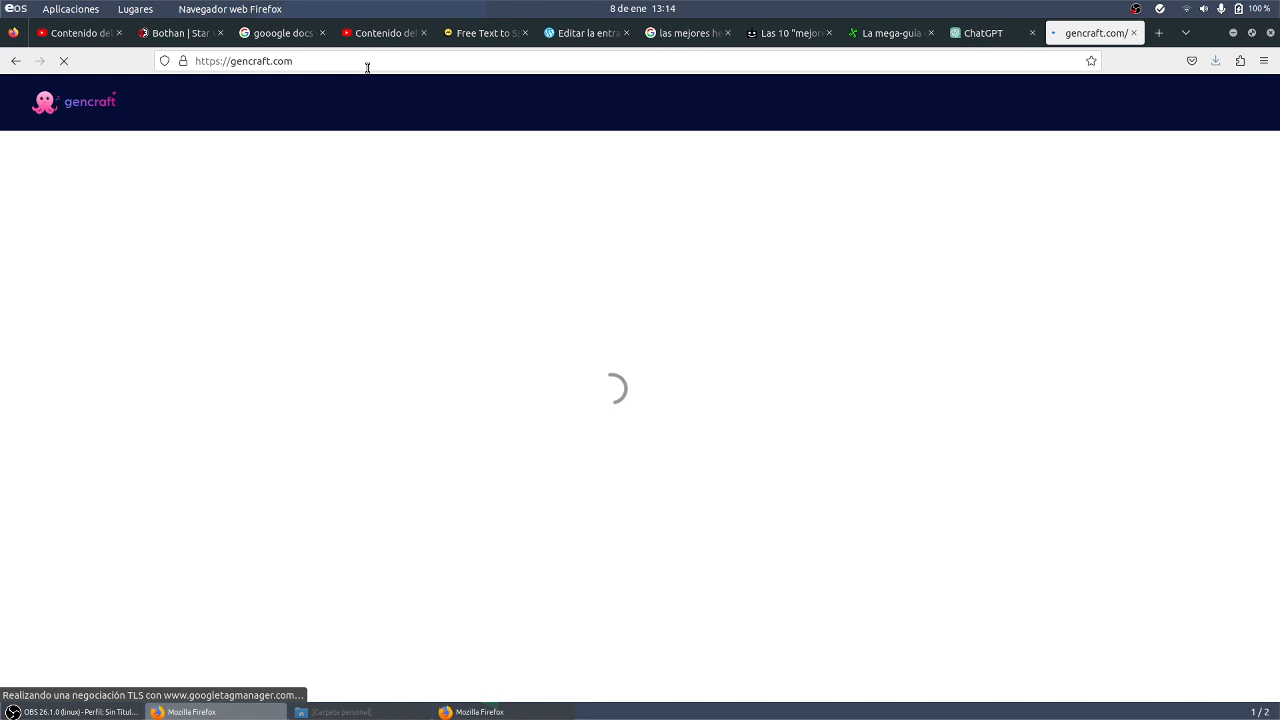 eos Aplicaciones Lugares Navegador web Firefox 8 de ene 13:14 100 %
Contenido del Bothan | Star gooogle docs Contenido del Free Text to Sp Editar la entra las mejores he Las 10 "mejore La mega-guía ChatGPT gencraft.com/
https://gencraft.com
gencraft
Realizando una negociación TLS con www.googletagmanager.com…
OBS 26.1.0 (linux) - Perfil: Sin Titul... Mozilla Firefox [Carpeta personal] Mozilla Firefox 1 / 2